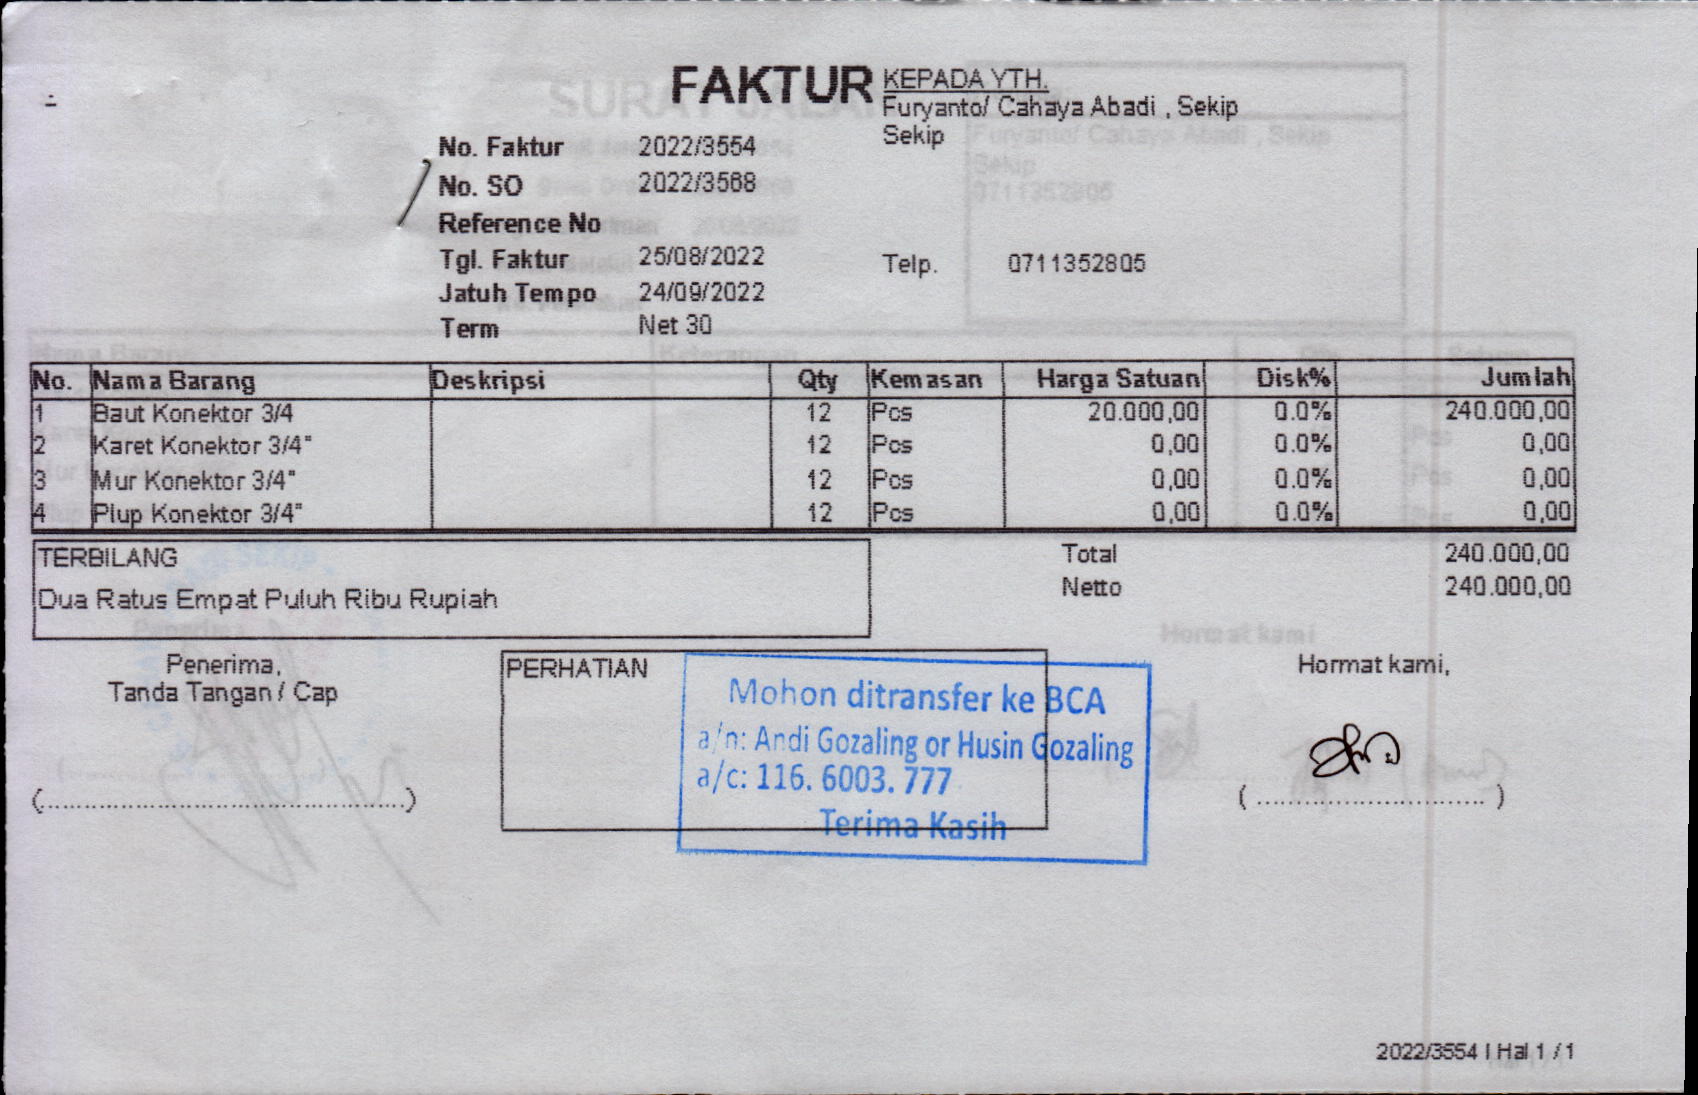 FAKTUR
KEPADA YTH.
Furyanto/ Cahaya Abadi , Sekip
Sekip
No. Faktur 2022/3554
No. SO 2022/3568
Reference No
Tgl. Faktur 25/08/2022
Telp. 0711352805
Jatuh Tempo 24/09/2022
Term Net 30
No. Nama Barang Deskripsi Qty Kemasan Harga Satuan Disk% Jumlah
1 Baut Konektor 3/4 12 Pcs 20.000,00 0.0% 240.000,00
2 Karet Konektor 3/4" 12 Pcs 0,00 0.0% 0,00
3 Mur Konektor 3/4" 12 Pcs 0,00 0.0% 0,00
4 Plup Konektor 3/4" 12 Pcs 0,00 0.0% 0,00
TERBILANG
Dua Ratus Empat Puluh Ribu Rupiah
Total 240.000,00
Netto 240.000,00
Penerima,
Tanda Tangan / Cap
PERHATIAN
Mohon ditransfer ke BCA
a/n: Andi Gozaling or Husin Gozaling
a/c: 116. 6003. 777
Terima Kasih
Hormat kami,
2022/3554 | Hal 1 / 1